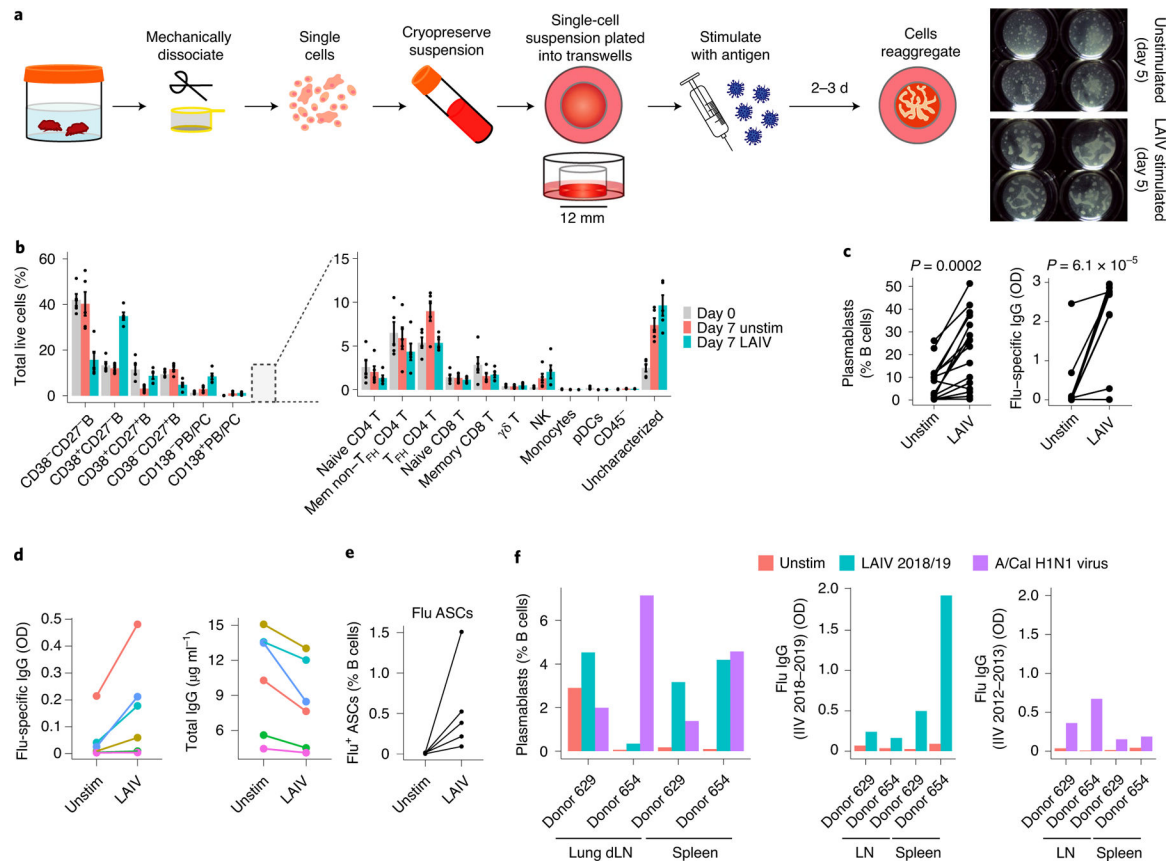 a
Mechanically
dissociate
Single
cells
Cryopreserve
suspension
Single-cell
suspension plated
into transwells
12 mm
Stimulate
with antigen
2–3 d
Cells
reaggregate
Unstimulated
(day 5)
LAIV stimulated
(day 5)
b
Total live cells (%)
60
40
20
0
CD38⁻CD27⁻B
CD38⁺CD27⁻B
CD38⁺CD27⁺B
CD38⁻CD27⁺B
CD138⁻PB/PC
CD138⁺PB/PC
15
10
5
0
Naive CD4 T
Mem non–T_FH CD4 T
T_FH CD4 T
Naive CD8 T
Memory CD8 T
γδ T
NK
Monocytes
pDCs
CD45⁻
Uncharacterized
Day 0
Day 7 unstim
Day 7 LAIV
c
P = 0.0002
Plasmablasts
(% B cells)
50
40
30
20
10
0
Unstim
LAIV
P = 6.1 × 10⁻⁵
Flu–specific IgG (OD)
3.0
2.0
1.0
0
Unstim
LAIV
d
Flu-specific IgG (OD)
0.5
0.4
0.3
0.2
0.1
0
Unstim
LAIV
Total IgG (μg ml⁻¹)
15
12
9
6
Unstim
LAIV
e
Flu ASCs
Flu⁺ ASCs (% B cells)
1.5
1.0
0.5
0
Unstim
LAIV
f
Unstim
LAIV 2018/19
A/Cal H1N1 virus
Plasmablasts (% B cells)
6
4
2
0
Donor 629
Donor 654
Donor 629
Donor 654
Lung dLN
Spleen
Flu IgG
(IIV 2018–2019) (OD)
2.0
1.5
1.0
0.5
0
Donor 629
Donor 654
Donor 629
Donor 654
LN
Spleen
Flu IgG
(IIV 2012–2013) (OD)
2.0
1.5
1.0
0.5
0
Donor 629
Donor 654
Donor 629
Donor 654
LN
Spleen